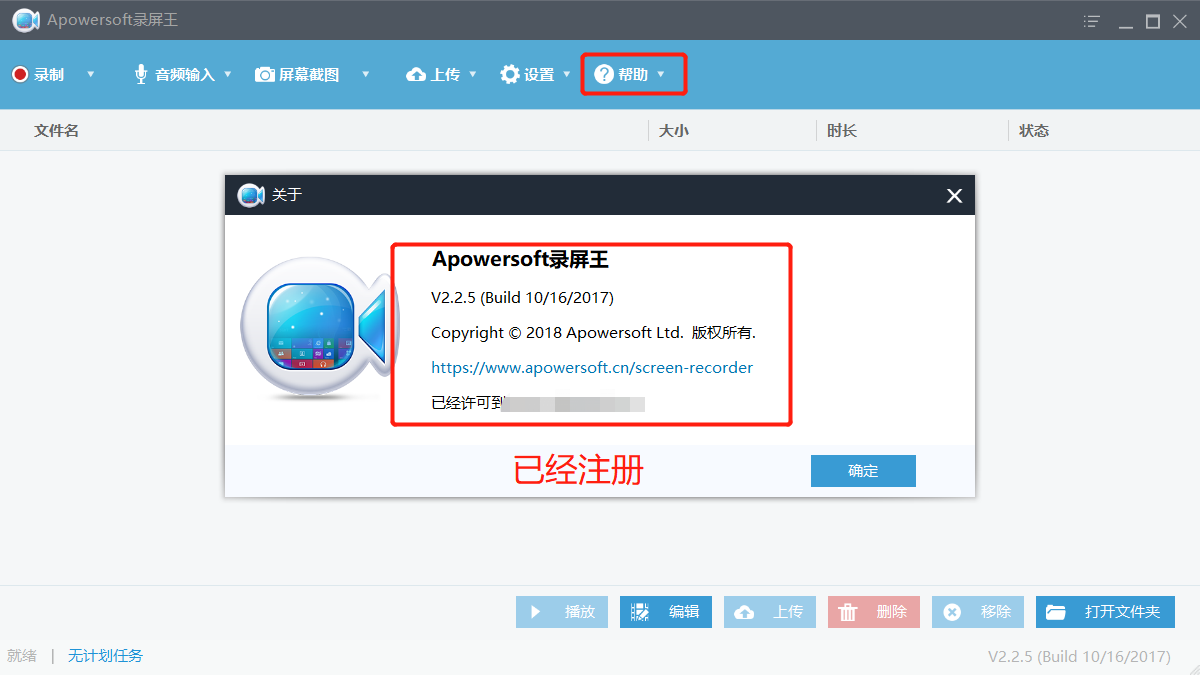 Apowersoft录屏王
录制 音频输入 屏幕截图 上传 设置 帮助
文件名 大小 时长 状态
关于
Apowersoft录屏王
V2.2.5 (Build 10/16/2017)
Copyright © 2018 Apowersoft Ltd. 版权所有.
https://www.apowersoft.cn/screen-recorder
已经许可到
已经注册
确定
播放 编辑 上传 删除 移除 打开文件夹
就绪 | 无计划任务 V2.2.5 (Build 10/16/2017)